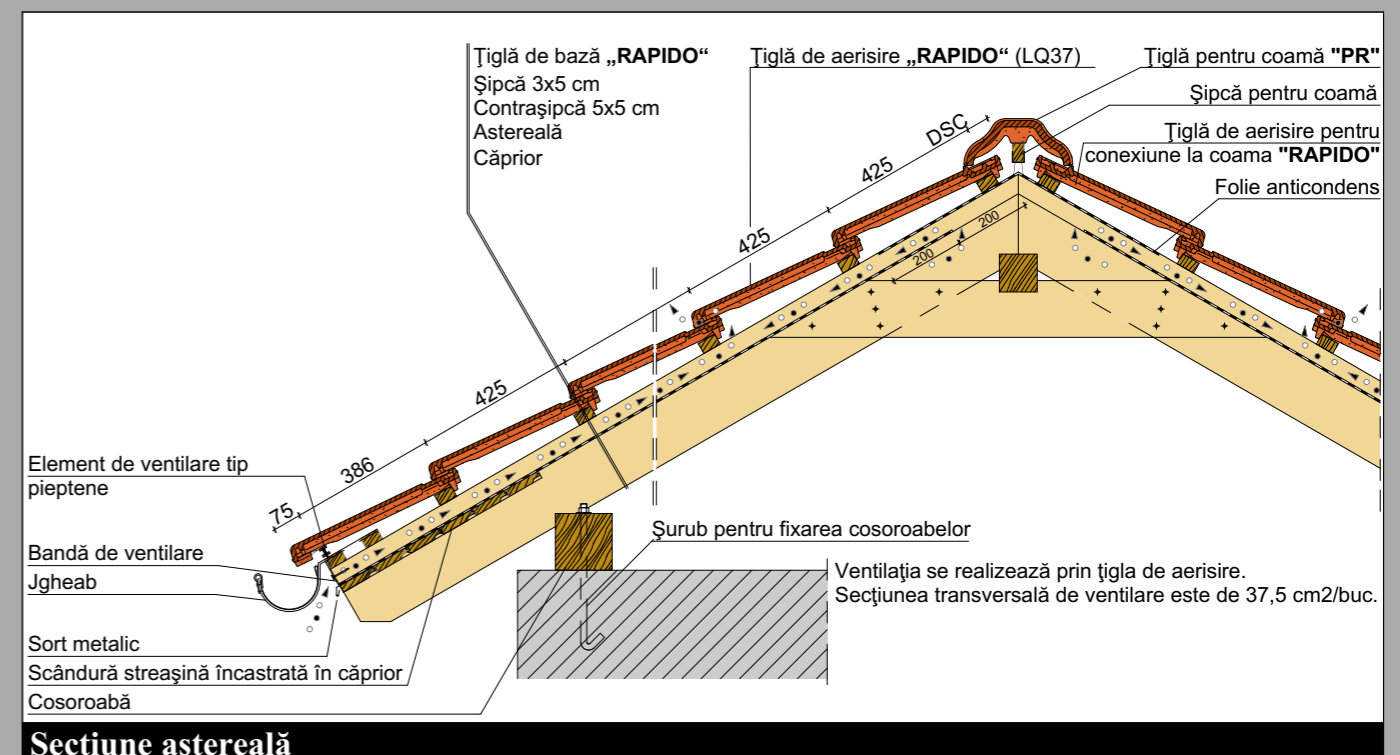 Ţiglă de bază „RAPIDO“
Şipcă 3x5 cm
Contraşipcă 5x5 cm
Astereală
Căprior
Ţiglă de aerisire „RAPIDO“ (LQ37)
Ţiglă pentru coamă "PR"
Şipcă pentru coamă
Ţiglă de aerisire pentru
conexiune la coama "RAPIDO"
Folie anticondens
DSC
425
425
425
386
75
200
200
Element de ventilare tip
pieptene
Bandă de ventilare
Jgheab
Sort metalic
Scândură streaşină încastrată în căprior
Cosoroabă
Şurub pentru fixarea cosoroabelor
Ventilaţia se realizează prin ţigla de aerisire.
Secţiunea transversală de ventilare este de 37,5 cm2/buc.
Secţiune astereală